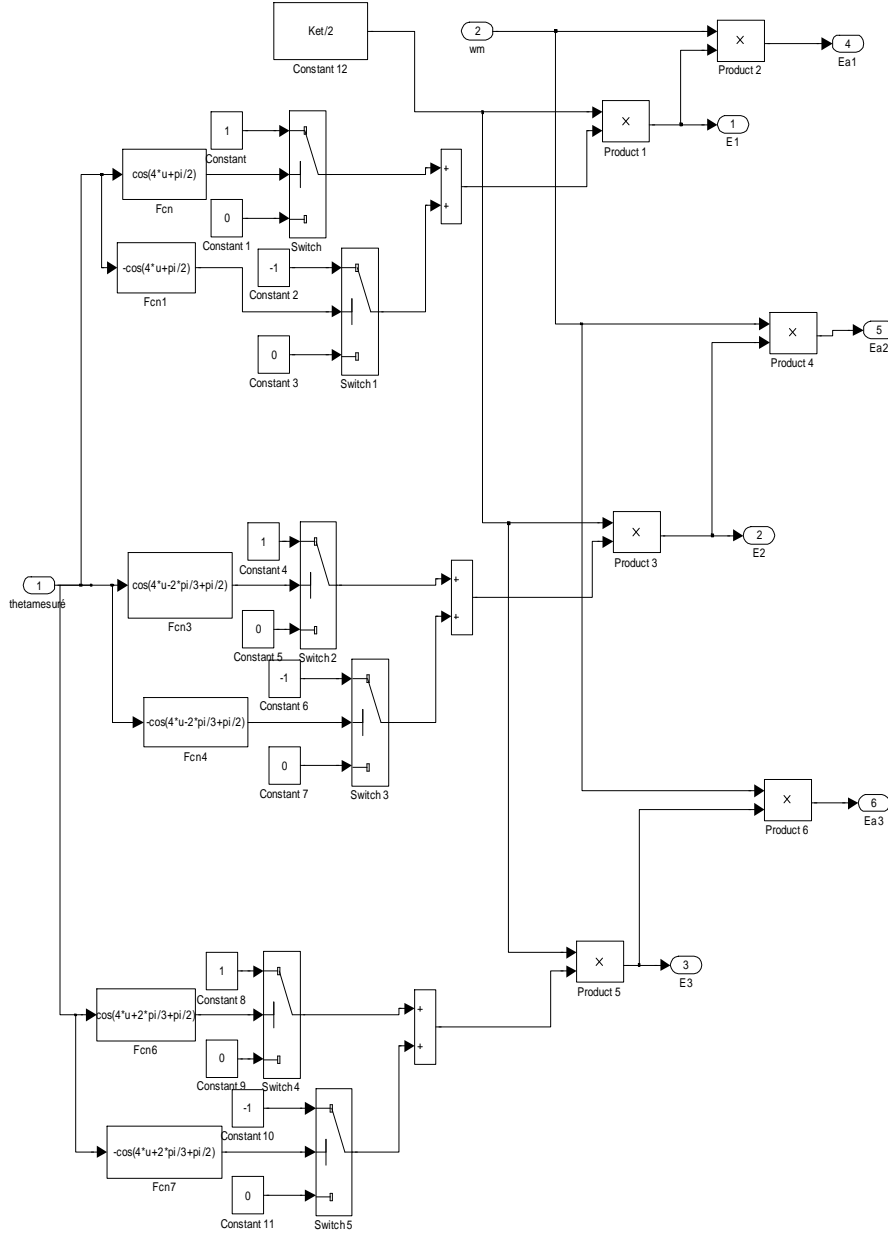 Ket/2
Constant 12
2
wm
X
Product 2
4
Ea1
1
Constant
X
Product 1
1
E1
cos(4*u+pi/2)
Fcn
+
+
0
Constant 1
Switch
-cos(4*u+pi/2)
Fcn1
-1
Constant 2
0
Constant 3
Switch 1
X
Product 4
5
Ea2
1
Constant 4
X
Product 3
2
E2
1
thetamesuré
cos(4*u-2*pi/3+pi/2)
Fcn3
+
+
0
Constant 5
Switch 2
-1
Constant 6
-cos(4*u-2*pi/3+pi/2)
Fcn4
0
Constant 7
Switch 3
X
Product 6
6
Ea3
1
Constant 8
X
Product 5
3
E3
cos(4*u+2*pi/3+pi/2)
Fcn6
+
+
0
Constant 9
Switch 4
-1
Constant 10
-cos(4*u+2*pi/3+pi/2)
Fcn7
0
Constant 11
Switch 5